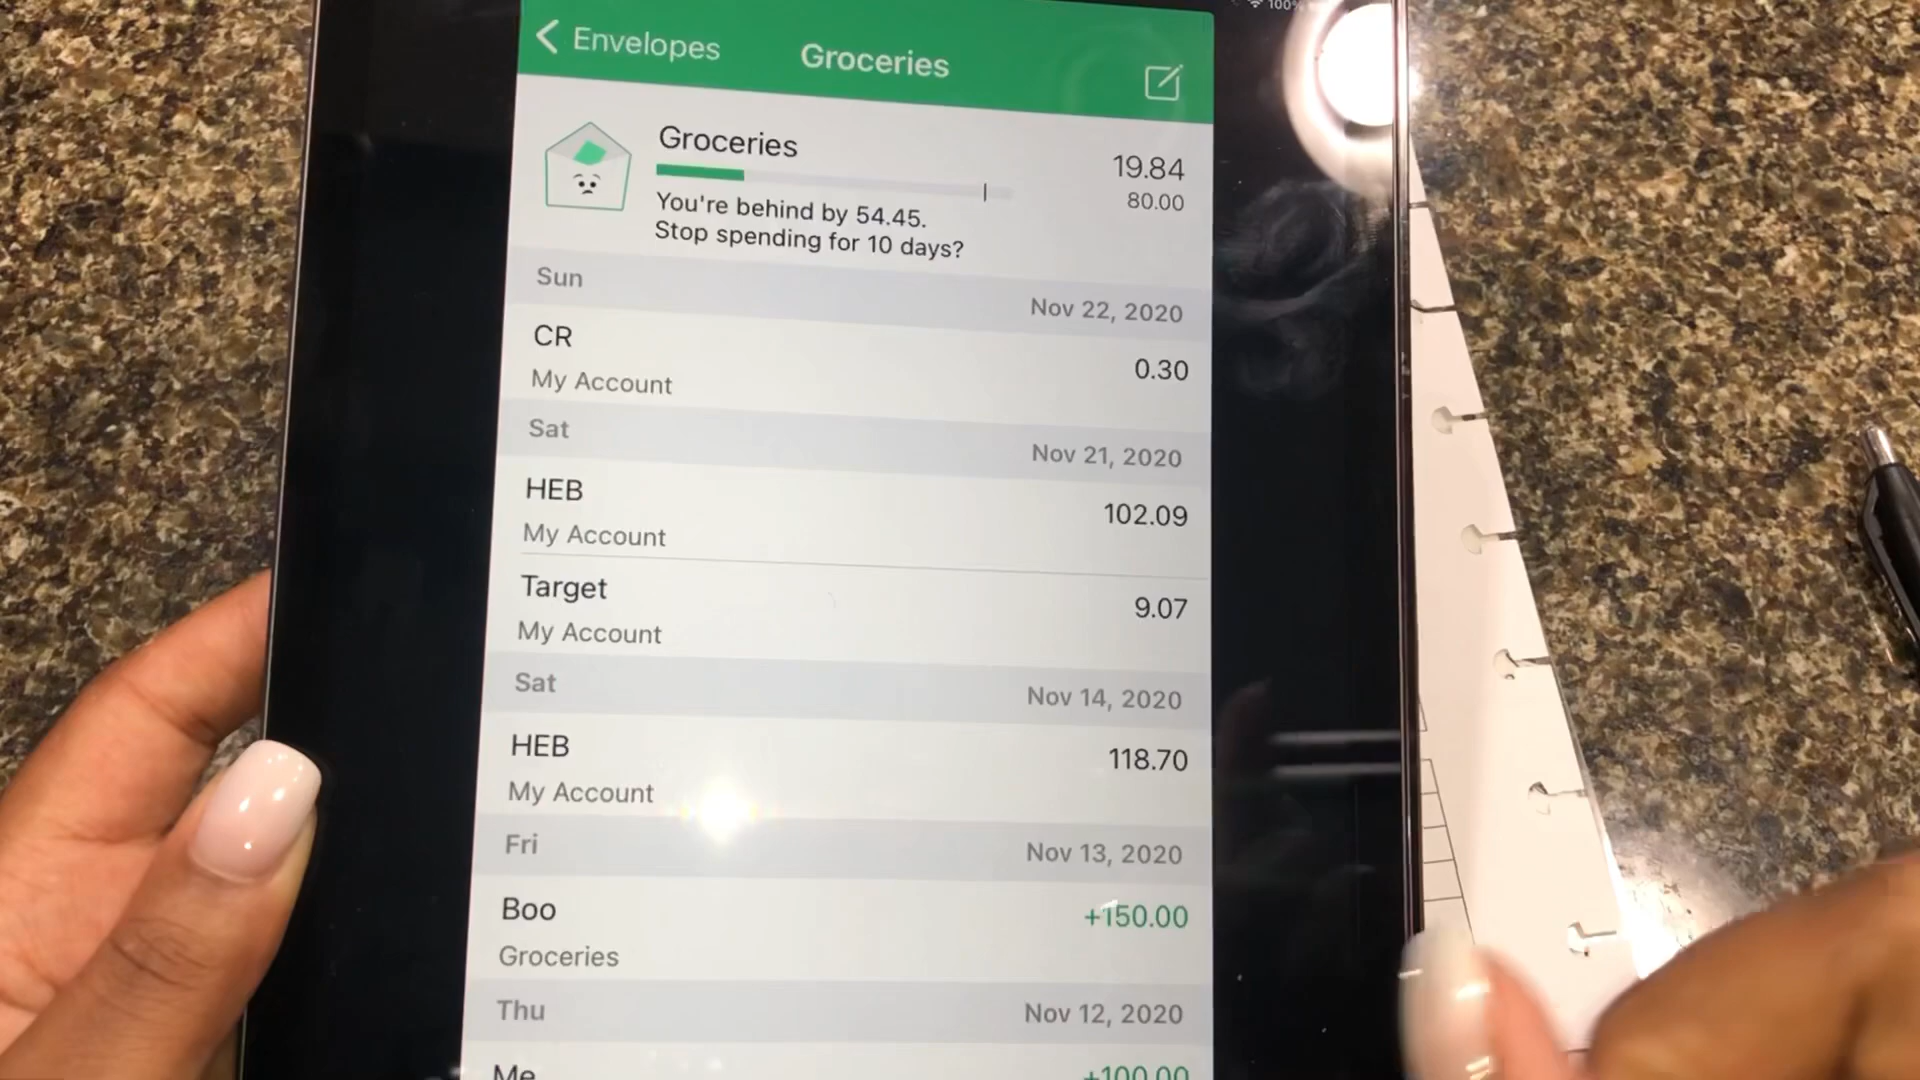 100%
Envelopes
Groceries
Groceries
19.84
80.00
You're behind by 54.45.
Stop spending for 10 days?
Sun
Nov 22, 2020
CR
0.30
My Account
Sat
Nov 21, 2020
HEB
102.09
My Account
Target
9.07
My Account
Sat
Nov 14, 2020
HEB
118.70
My Account
Fri
Nov 13, 2020
Boo
+150.00
Groceries
Thu
Nov 12, 2020
Me
+100.00